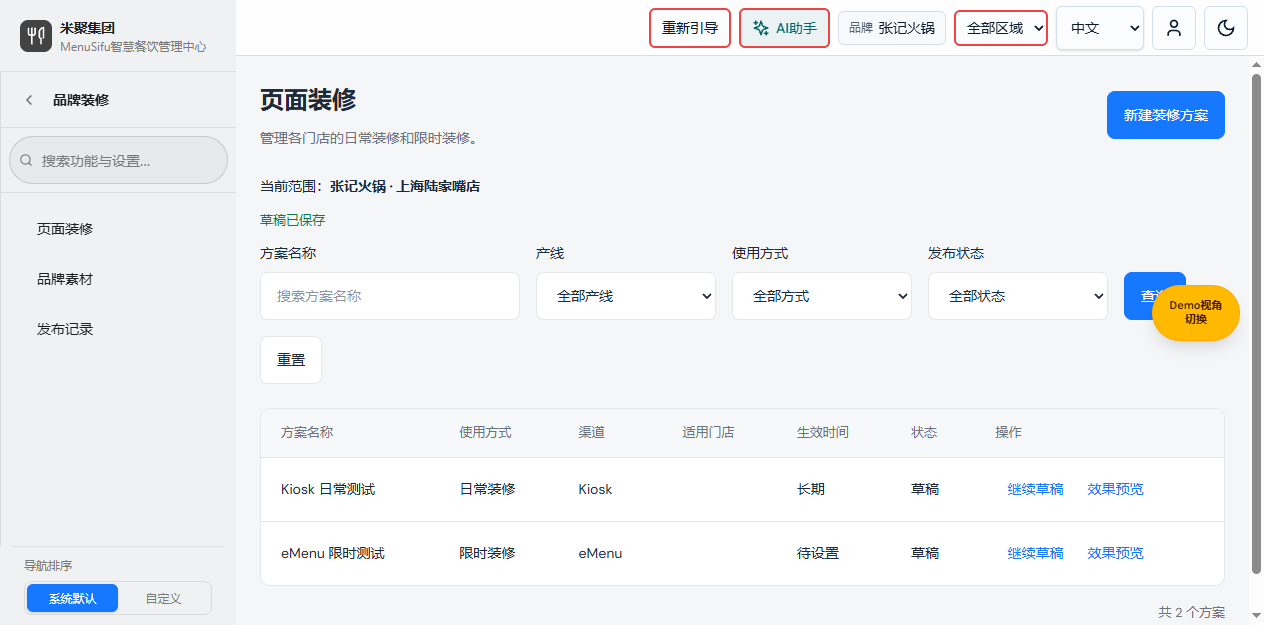 米聚集团
MenuSifu智慧餐饮管理中心
重新引导
AI助手
品牌 张记火锅
全部区域
中文
品牌装修
搜索功能与设置...
页面装修
品牌素材
发布记录
导航排序
系统默认
自定义
页面装修
管理各门店的日常装修和限时装修。
新建装修方案
当前范围：张记火锅 · 上海陆家嘴店
草稿已保存
方案名称 产线 使用方式 发布状态
搜索方案名称 全部产线 全部方式 全部状态 查
Demo视角
切换
重置
方案名称 使用方式 渠道 适用门店 生效时间 状态 操作
Kiosk 日常测试 日常装修 Kiosk 长期 草稿 继续草稿 效果预览
eMenu 限时测试 限时装修 eMenu 待设置 草稿 继续草稿 效果预览
共 2 个方案